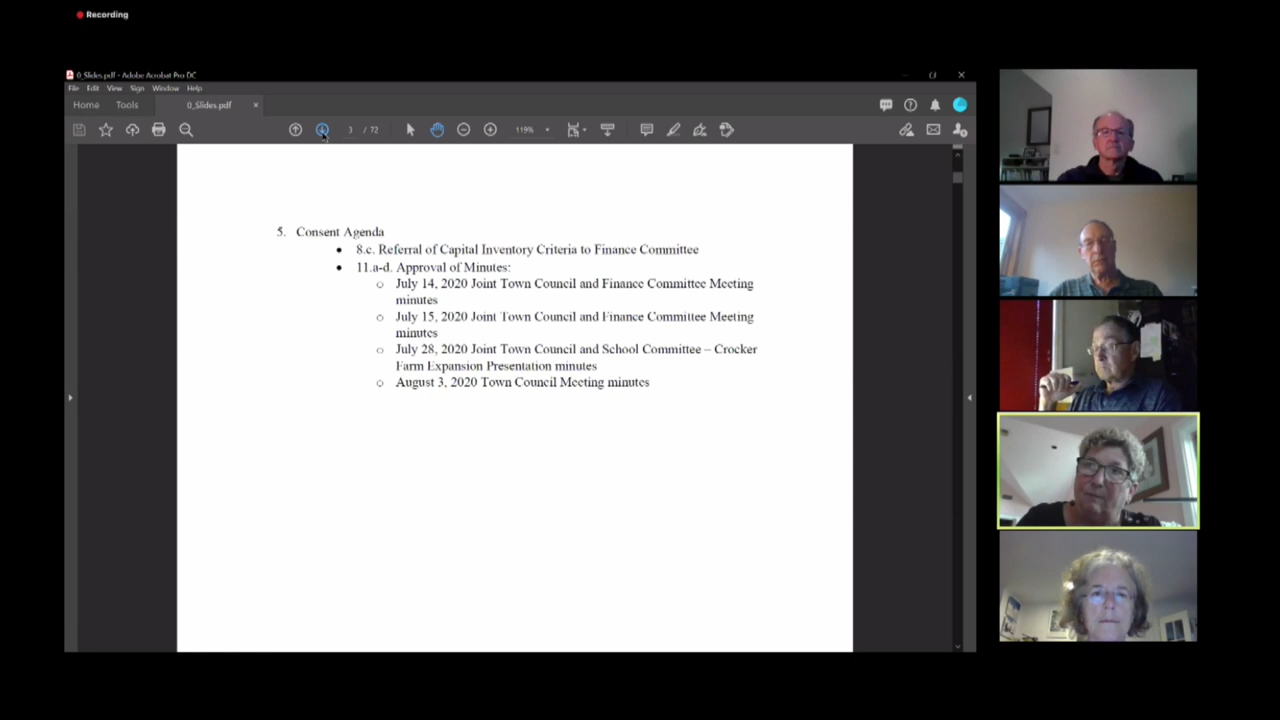 Recording
0_Slides.pdf - Adobe Acrobat Pro DC
File Edit View Sign Window Help
Home Tools 0_Slides.pdf
3 / 72 119%
5. Consent Agenda
• 8.c. Referral of Capital Inventory Criteria to Finance Committee
• 11.a-d. Approval of Minutes:
○ July 14, 2020 Joint Town Council and Finance Committee Meeting
minutes
○ July 15, 2020 Joint Town Council and Finance Committee Meeting
minutes
○ July 28, 2020 Joint Town Council and School Committee – Crocker
Farm Expansion Presentation minutes
○ August 3, 2020 Town Council Meeting minutes